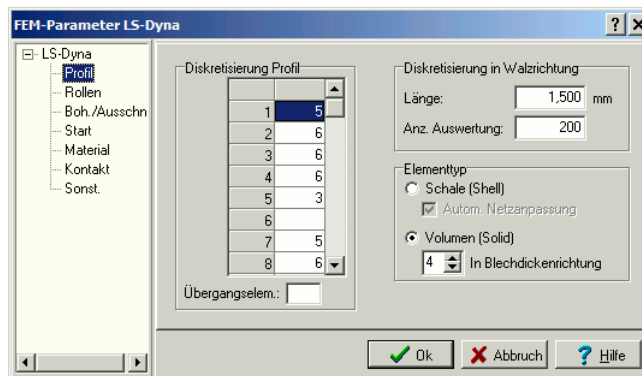 FEM-Parameter LS-Dyna
LS-Dyna
Profil
Rollen
Boh./Ausschn
Start
Material
Kontakt
Sonst.
Diskretisierung Profil
1 5
2 6
3 6
4 6
5 3
6
7 5
8 6
Übergangselem.:
Diskretisierung in Walzrichtung
Länge: 1,500 mm
Anz. Auswertung: 200
Elementtyp
Schale (Shell)
Autom. Netzanpassung
Volumen (Solid)
4 In Blechdickenrichtung
Ok Abbruch Hilfe